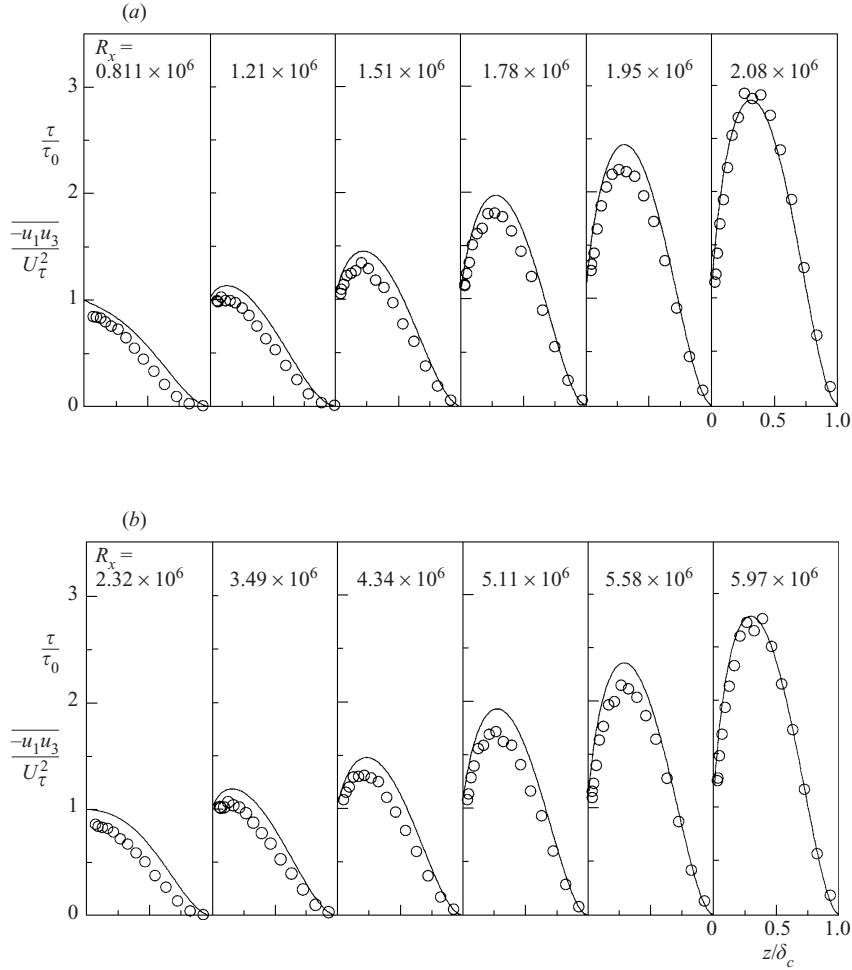 (a)
R_x =
0.811 × 10^6
1.21 × 10^6
1.51 × 10^6
1.78 × 10^6
1.95 × 10^6
2.08 × 10^6
3
τ/τ_0
2
\overline{–u_1u_3}/U_τ^2
1
0
0 0.5 1.0
(b)
R_x =
2.32 × 10^6
3.49 × 10^6
4.34 × 10^6
5.11 × 10^6
5.58 × 10^6
5.97 × 10^6
3
τ/τ_0
2
\overline{–u_1u_3}/U_τ^2
1
0
0 0.5 1.0
z/δ_c